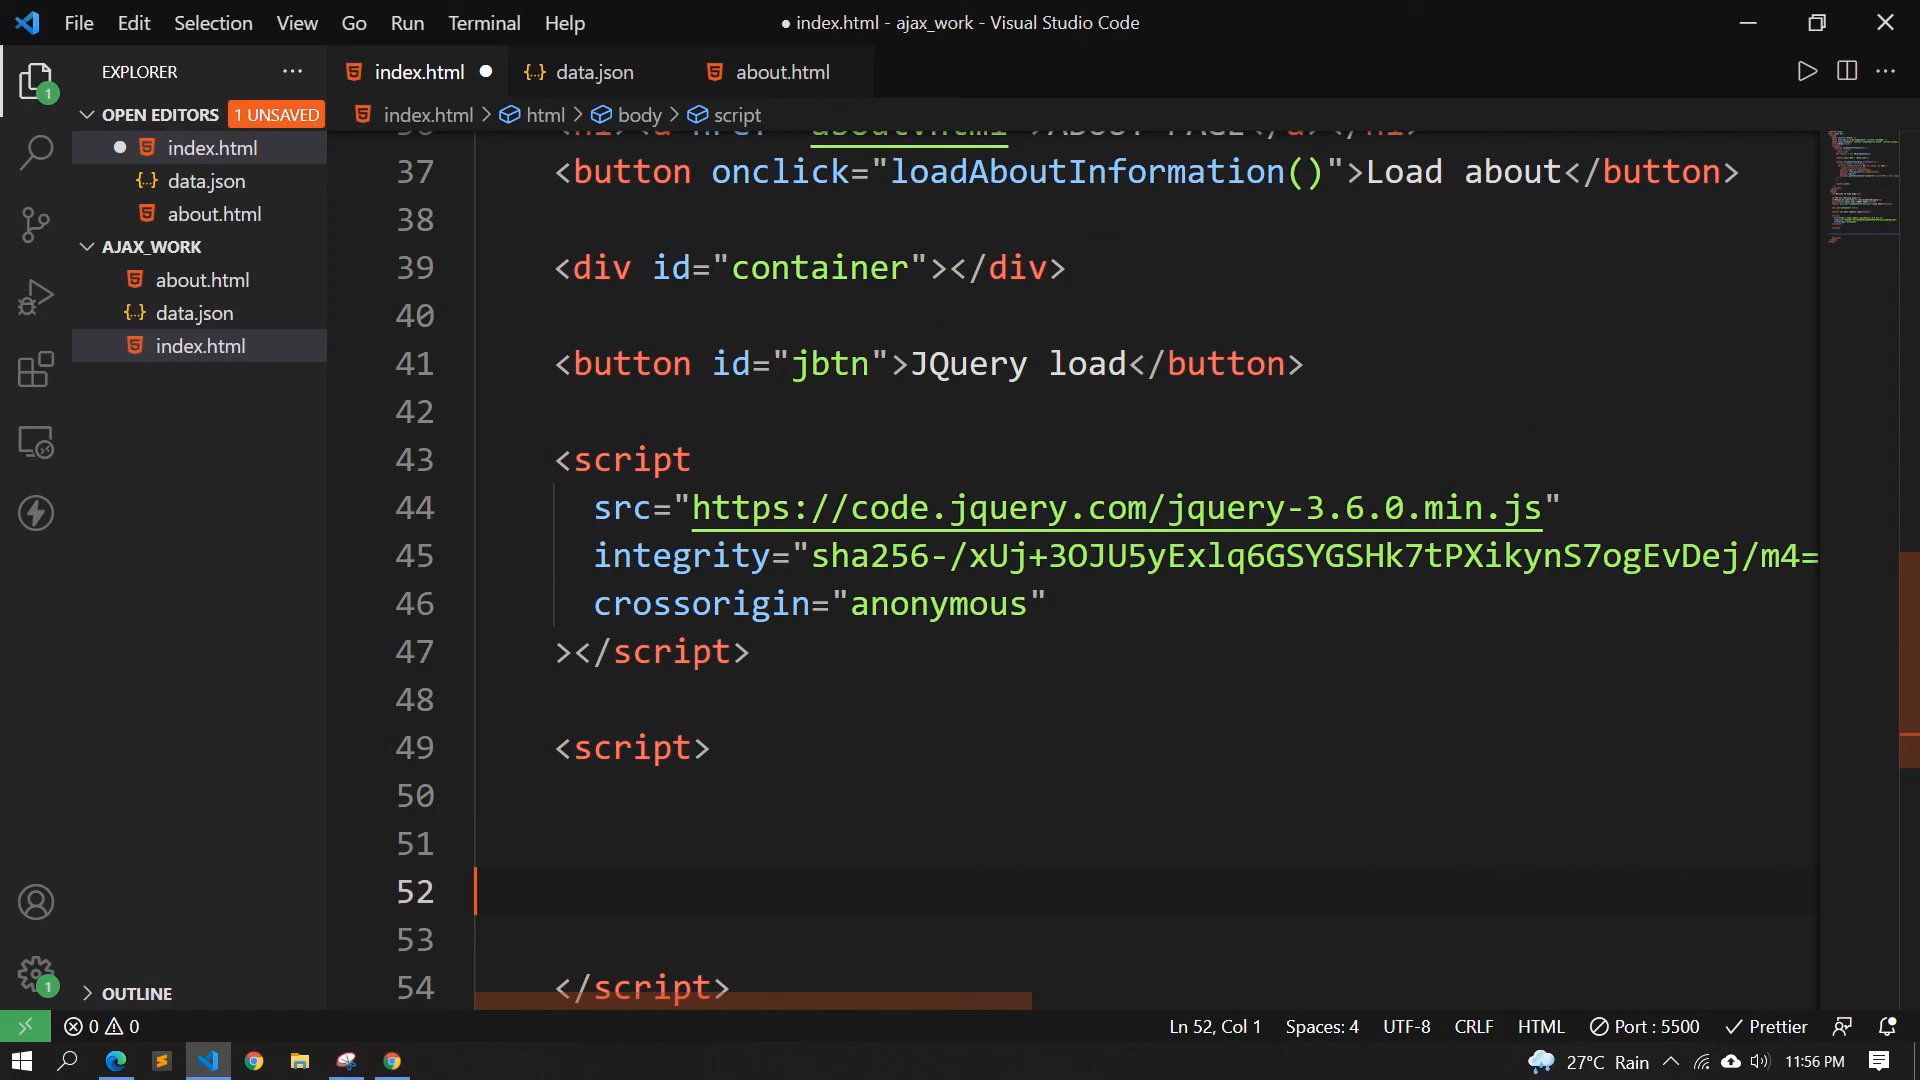 File Edit Selection View Go Run Terminal Help ● index.html - ajax_work - Visual Studio Code
EXPLORER
index.html data.json about.html
OPEN EDITORS 1 UNSAVED
index.html > html > body > script
index.html
data.json
about.html
AJAX_WORK
about.html
data.json
index.html
OUTLINE
37 <button onclick="loadAboutInformation()">Load about</button>
38
39 <div id="container"></div>
40
41 <button id="jbtn">JQuery load</button>
42
43 <script
44 src="https://code.jquery.com/jquery-3.6.0.min.js"
45 integrity="sha256-/xUj+3OJU5yExlq6GSYGSHk7tPXikynS7ogEvDej/m4=
46 crossorigin="anonymous"
47 ></script>
48
49 <script>
50
51
52
53
54 </script>
0 0 Ln 52, Col 1 Spaces: 4 UTF-8 CRLF HTML Port : 5500 Prettier
27°C Rain 11:56 PM